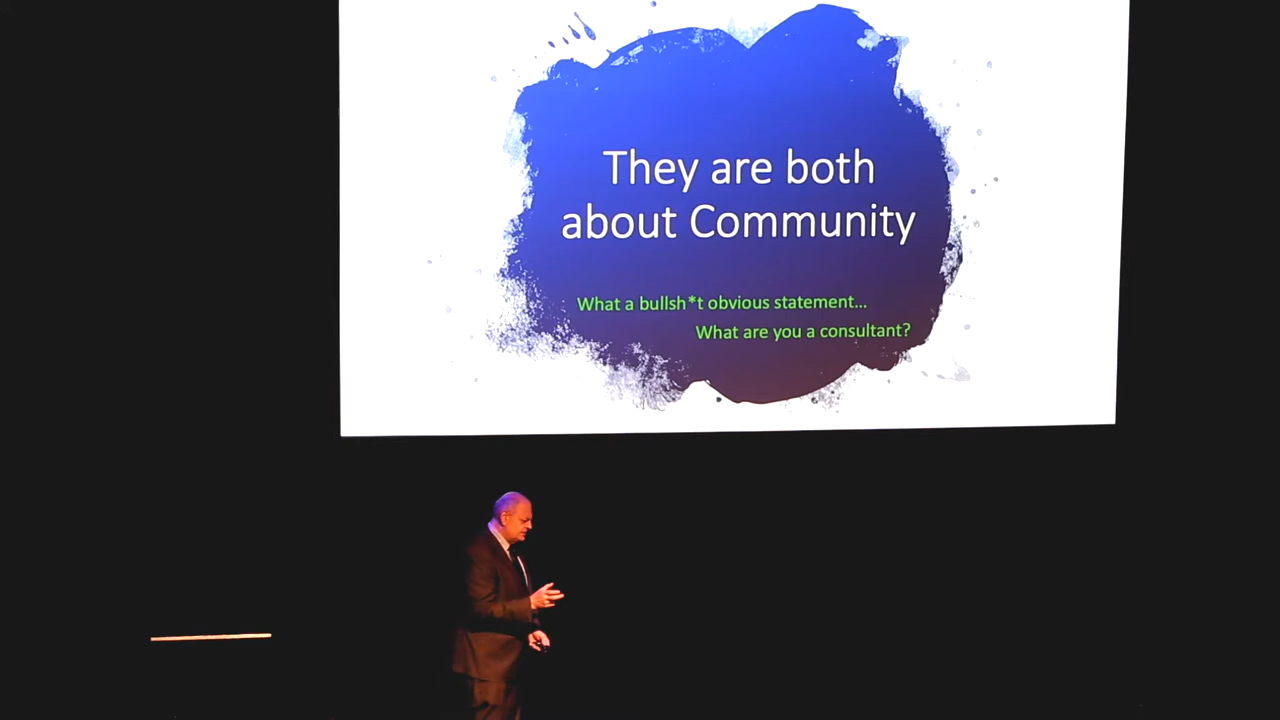 They are both
about Community
What a bullsh*t obvious statement...
What are you a consultant?